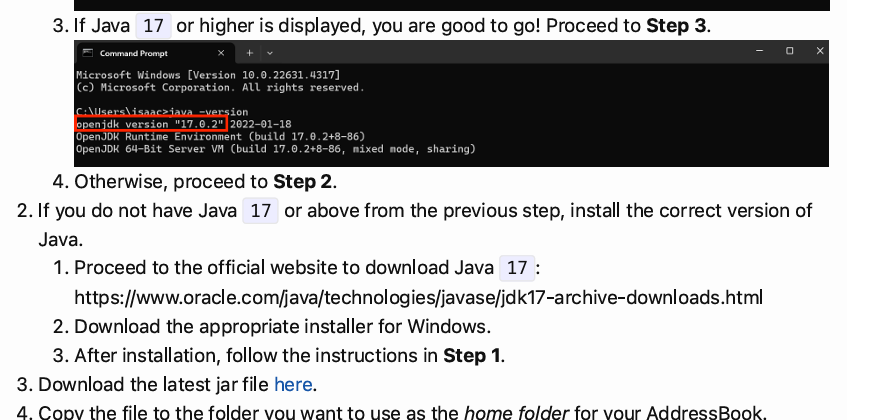 3. If Java 17 or higher is displayed, you are good to go! Proceed to Step 3.
Command Prompt
Microsoft Windows [Version 10.0.22631.4317]
(c) Microsoft Corporation. All rights reserved.
C:\Users\isaac>java -version
openjdk version "17.0.2" 2022-01-18
OpenJDK Runtime Environment (build 17.0.2+8-86)
OpenJDK 64-Bit Server VM (build 17.0.2+8-86, mixed mode, sharing)
4. Otherwise, proceed to Step 2.
2. If you do not have Java 17 or above from the previous step, install the correct version of
Java.
1. Proceed to the official website to download Java 17:
https://www.oracle.com/java/technologies/javase/jdk17-archive-downloads.html
2. Download the appropriate installer for Windows.
3. After installation, follow the instructions in Step 1.
3. Download the latest jar file here.
4. Copy the file to the folder you want to use as the home folder for your AddressBook.